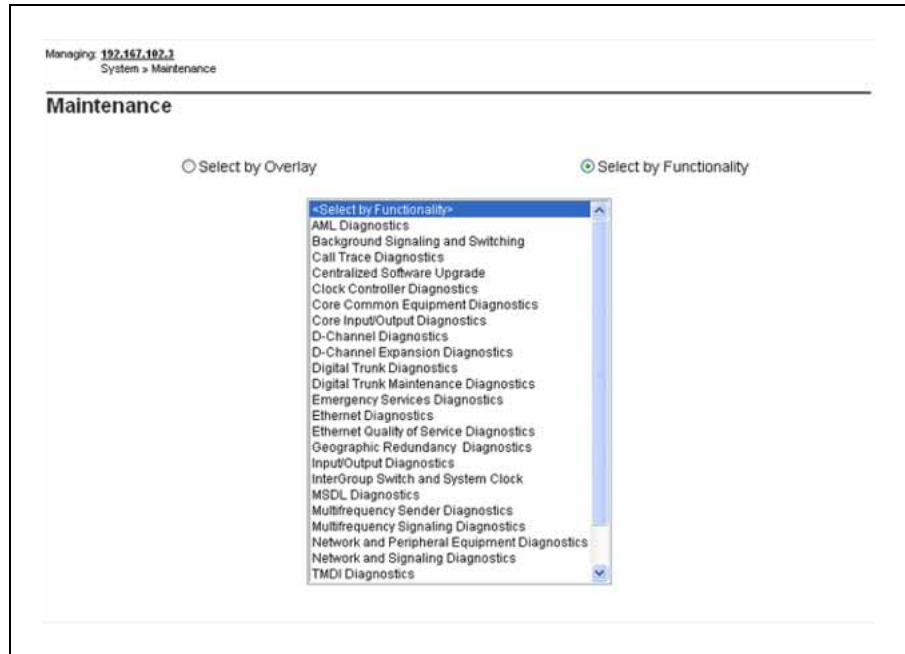 Managing: 192.167.102.3
System » Maintenance
Maintenance
Select by Overlay
Select by Functionality
<Select by Functionality>
AML Diagnostics
Background Signaling and Switching
Call Trace Diagnostics
Centralized Software Upgrade
Clock Controller Diagnostics
Core Common Equipment Diagnostics
Core Input/Output Diagnostics
D-Channel Diagnostics
D-Channel Expansion Diagnostics
Digital Trunk Diagnostics
Digital Trunk Maintenance Diagnostics
Emergency Services Diagnostics
Ethernet Diagnostics
Ethernet Quality of Service Diagnostics
Geographic Redundancy Diagnostics
Input/Output Diagnostics
InterGroup Switch and System Clock
MSDL Diagnostics
Multifrequency Sender Diagnostics
Multifrequency Signaling Diagnostics
Network and Peripheral Equipment Diagnostics
Network and Signaling Diagnostics
TMDI Diagnostics